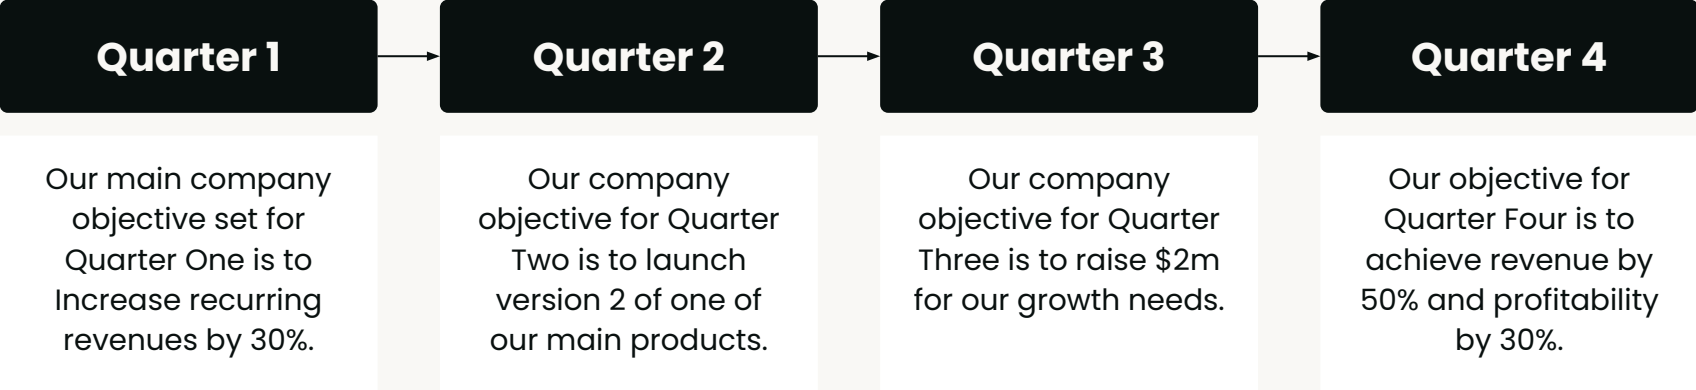 Quarter 1
Our main company
objective set for
Quarter One is to
Increase recurring
revenues by 30%.
Quarter 2
Our company
objective for Quarter
Two is to launch
version 2 of one of
our main products.
Quarter 3
Our company
objective for Quarter
Three is to raise $2m
for our growth needs.
Quarter 4
Our objective for
Quarter Four is to
achieve revenue by
50% and profitability
by 30%.